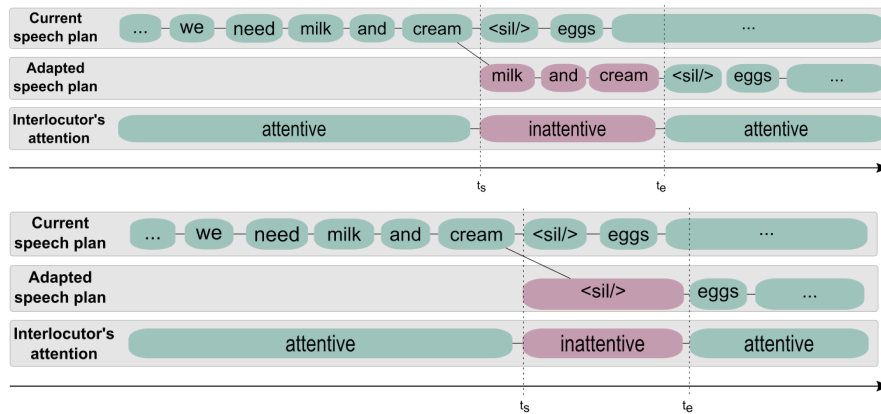 Current speech plan ... we need milk and cream <sil/> eggs ...
Adapted speech plan milk and cream <sil/> eggs ...
Interlocutor's attention attentive inattentive attentive
ts te
Current speech plan ... we need milk and cream <sil/> eggs ...
Adapted speech plan <sil/> eggs ...
Interlocutor's attention attentive inattentive attentive
ts te